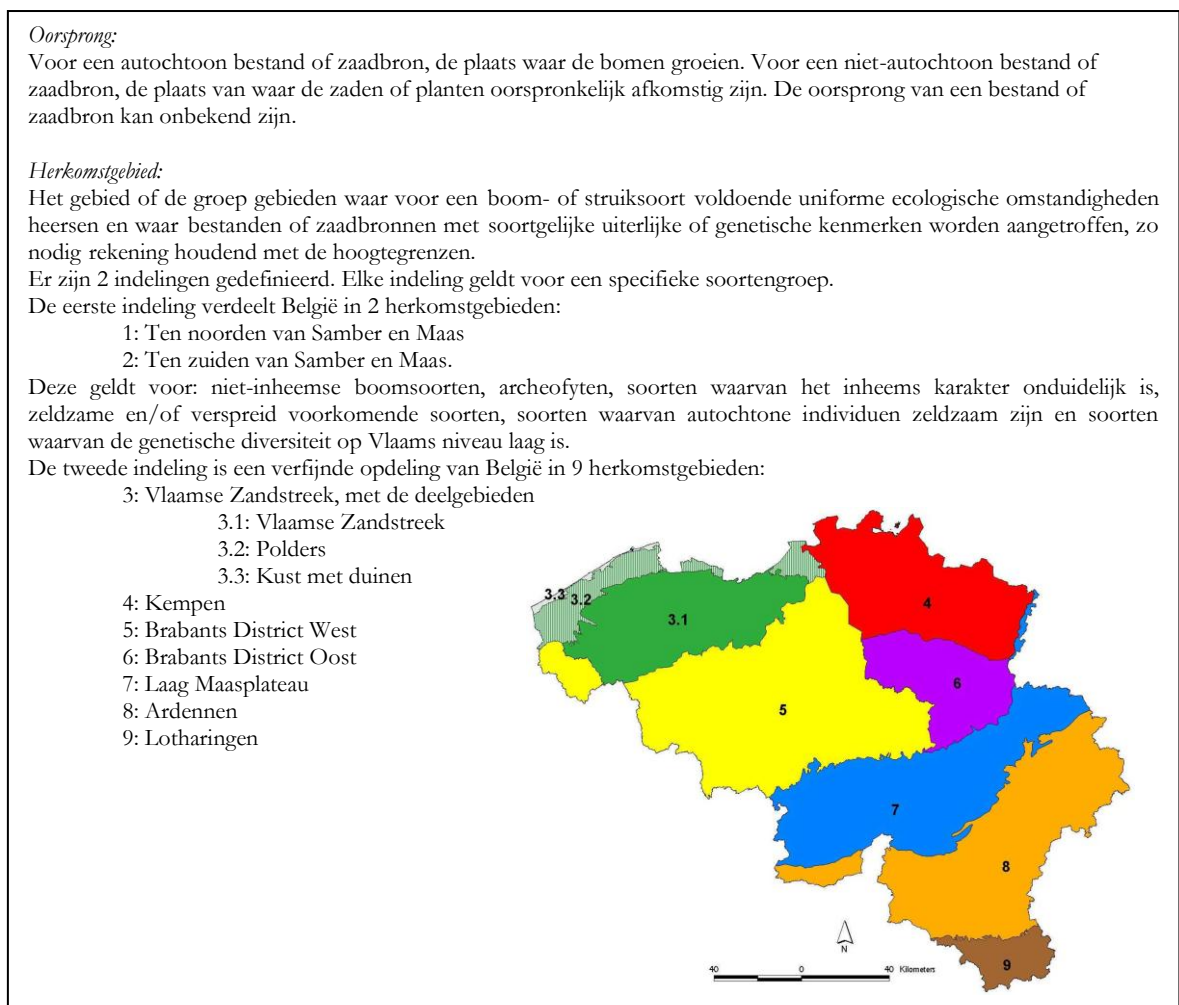 Oorsprong:
Voor een autochtoon bestand of zaadbron, de plaats waar de bomen groeien. Voor een niet-autochtoon bestand of
zaadbron, de plaats van waar de zaden of planten oorspronkelijk afkomstig zijn. De oorsprong van een bestand of
zaadbron kan onbekend zijn.
Herkomstgebied:
Het gebied of de groep gebieden waar voor een boom- of struiksoort voldoende uniforme ecologische omstandigheden
heersen en waar bestanden of zaadbronnen met soortgelijke uiterlijke of genetische kenmerken worden aangetroffen, zo
nodig rekening houdend met de hoogtegrenzen.
Er zijn 2 indelingen gedefinieerd. Elke indeling geldt voor een specifieke soortengroep.
De eerste indeling verdeelt België in 2 herkomstgebieden:
1: Ten noorden van Samber en Maas
2: Ten zuiden van Samber en Maas.
Deze geldt voor: niet-inheemse boomsoorten, archeofyten, soorten waarvan het inheems karakter onduidelijk is,
zeldzame en/of verspreid voorkomende soorten, soorten waarvan autochtone individuen zeldzaam zijn en soorten
waarvan de genetische diversiteit op Vlaams niveau laag is.
De tweede indeling is een verfijnde opdeling van België in 9 herkomstgebieden:
3: Vlaamse Zandstreek, met de deelgebieden
3.1: Vlaamse Zandstreek
3.2: Polders
3.3: Kust met duinen
4: Kempen
5: Brabants District West
6: Brabants District Oost
7: Laag Maasplateau
8: Ardennen
9: Lotharingen
3.3
3.2
3.1
4
6
5
7
8
9
N
40 0 40 Kilometers